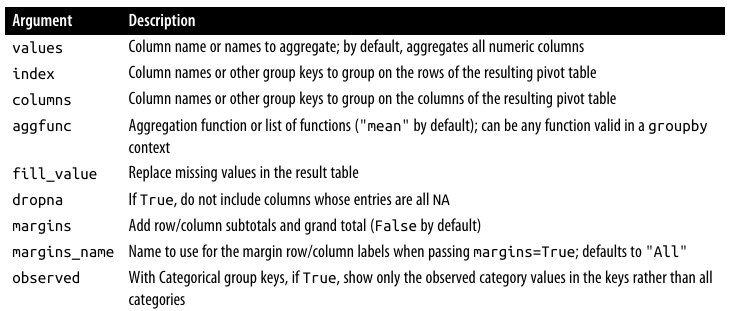 Argument Description
values Column name or names to aggregate; by default, aggregates all numeric columns
index Column names or other group keys to group on the rows of the resulting pivot table
columns Column names or other group keys to group on the columns of the resulting pivot table
aggfunc Aggregation function or list of functions ("mean" by default); can be any function valid in a groupby
context
fill_value Replace missing values in the result table
dropna If True, do not include columns whose entries are all NA
margins Add row/column subtotals and grand total (False by default)
margins_name Name to use for the margin row/column labels when passing margins=True; defaults to "All"
observed With Categorical group keys, if True, show only the observed category values in the keys rather than all
categories